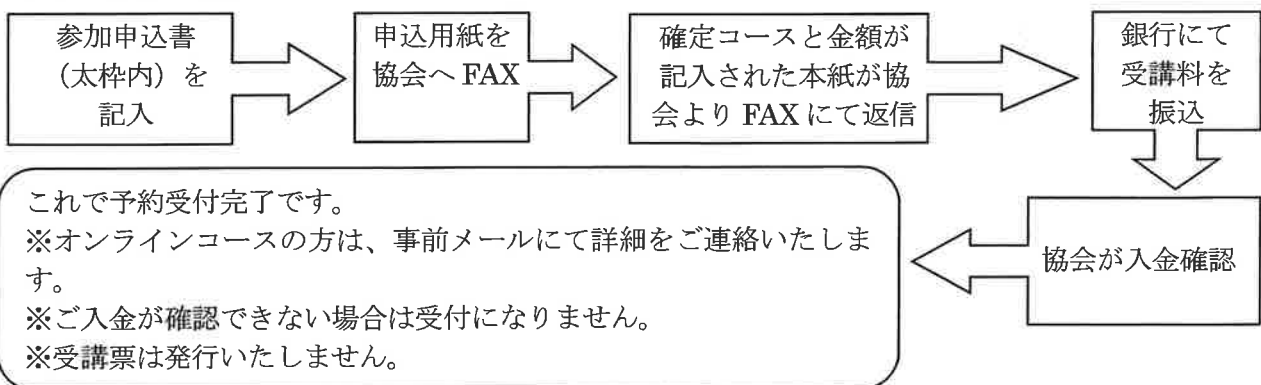 参加申込書
（太枠内）を
記入
申込用紙を
協会へ FAX
確定コースと金額が
記入された本紙が協
会より FAX にて返信
銀行にて
受講料を
振込
協会が入金確認
これで予約受付完了です。
※オンラインコースの方は、事前メールにて詳細をご連絡いたしま
す。
※ご入金が確認できない場合は受付になりません。
※受講票は発行いたしません。